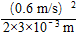 (0.6 m/s) ²
2×3×10⁻³ m